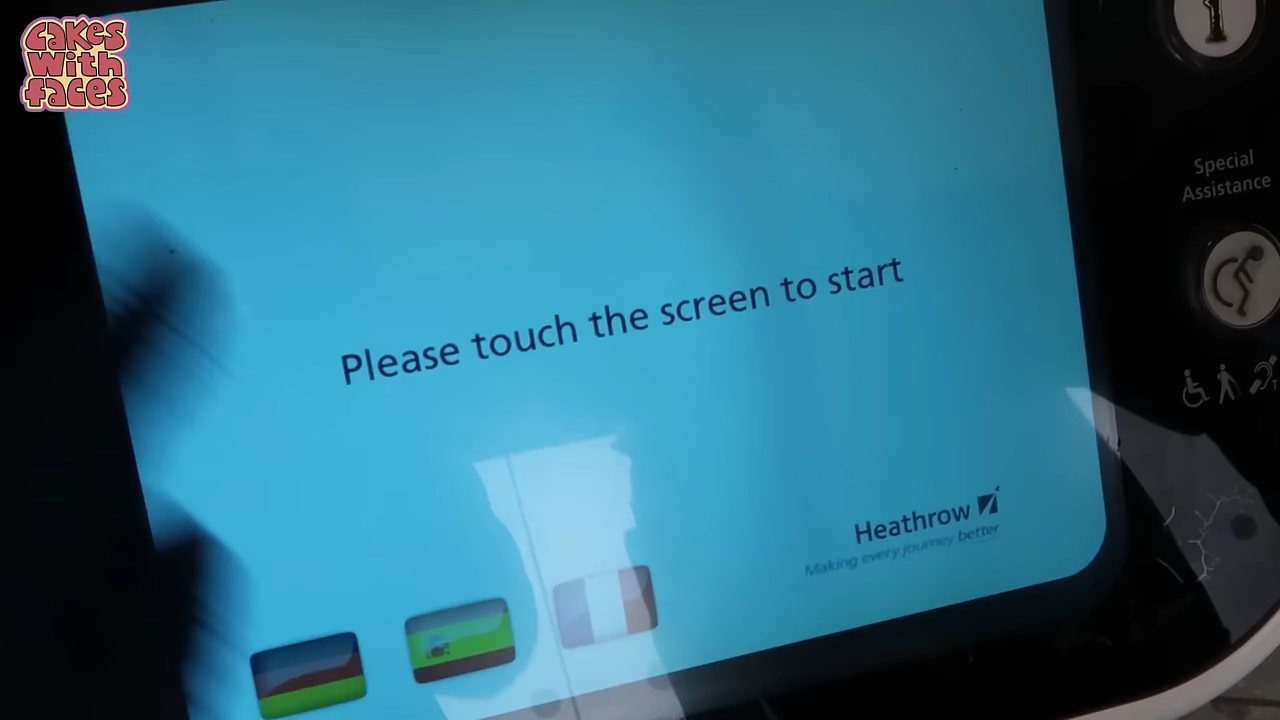 Cakes
With
faces
Special
Assistance
Please touch the screen to start
Heathrow
Making every journey better